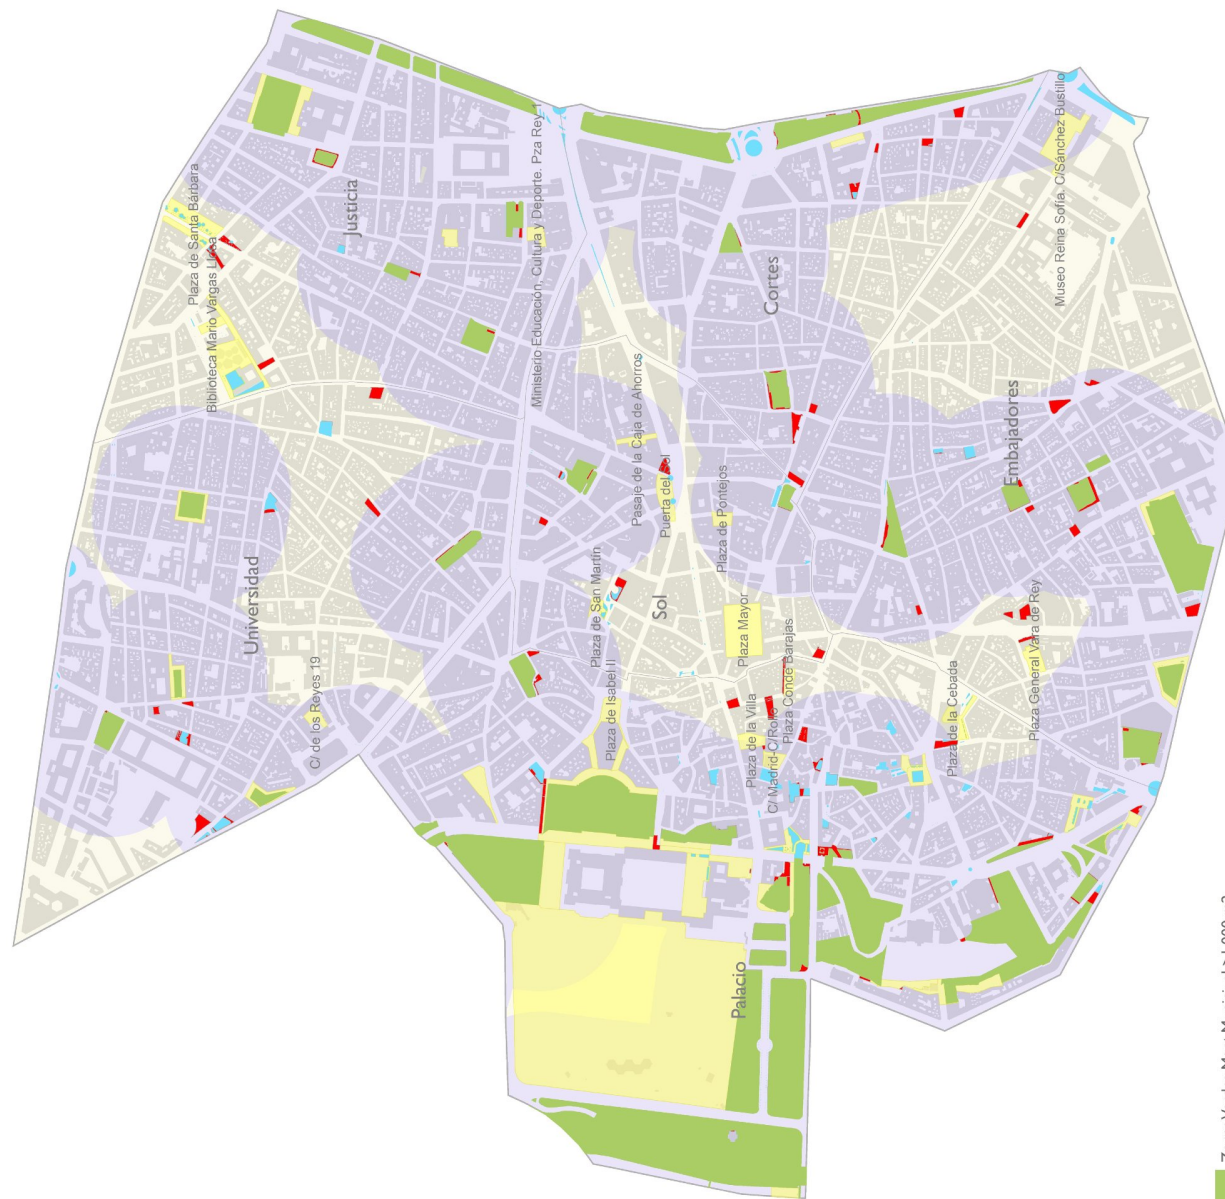 Plaza de Santa Bárbara
Biblioteca Mario Vargas Llosa
Universidad
C/ de los Reyes 19
Justicia
Ministerio Educación, Cultura y Deporte. Pza Rey 1
Plaza de San Martín
Plaza de Isabel II
Pasaje de la Caja de Ahorros
Sol
Puerta del Sol
Plaza de Pontejos
Palacio
Plaza Mayor
Plaza de la Villa
Cortes
C/ Madrid-C/Rollo
Plaza Conde Barajas
Plaza de la Cebada
Embajadores
Plaza General Vara de Rey
Museo Reina Sofía. C/Sánchez Bustillo